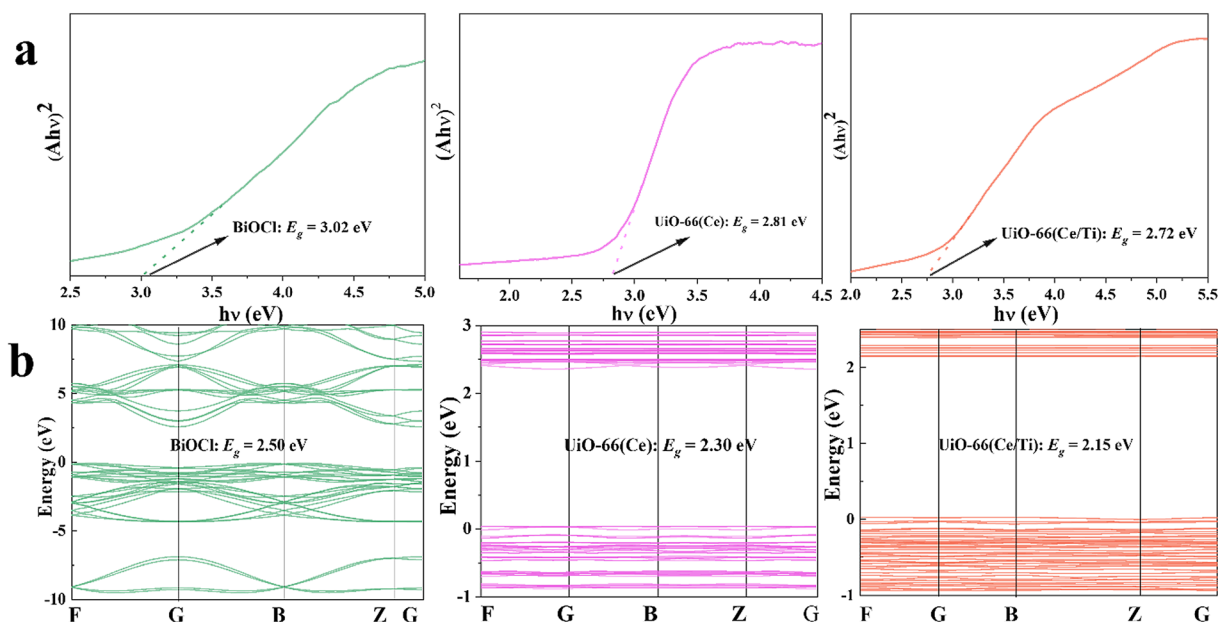 a
(Ahν)2
BiOCl: Eg = 3.02 eV
2.5 3.0 3.5 4.0 4.5 5.0
hν (eV)
(Ahν)2
UiO-66(Ce): Eg = 2.81 eV
2.0 2.5 3.0 3.5 4.0 4.5
hν (eV)
(Ahν)2
UiO-66(Ce/Ti): Eg = 2.72 eV
2.0 2.5 3.0 3.5 4.0 4.5 5.0 5.5
hν (eV)
b
Energy (eV)
10
5
0
-5
-10
BiOCl: Eg = 2.50 eV
F G B Z G
Energy (eV)
3
2
1
0
-1
UiO-66(Ce): Eg = 2.30 eV
F G B Z G
Energy (eV)
2
1
0
-1
UiO-66(Ce/Ti): Eg = 2.15 eV
F G B Z G